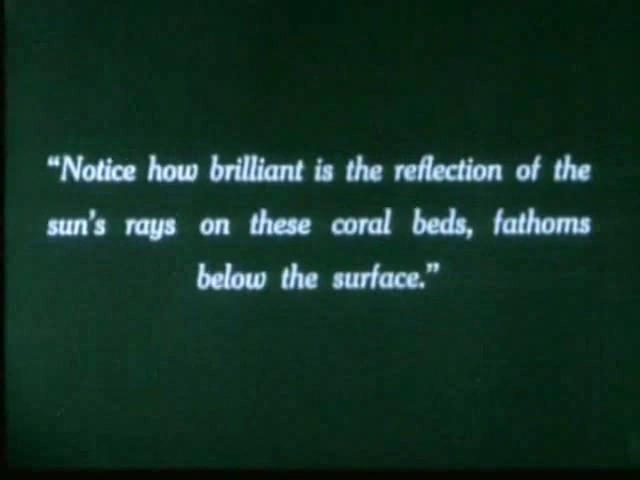 “Notice how brilliant is the reflection of the
sun's rays on these coral beds, fathoms
below the surface.”